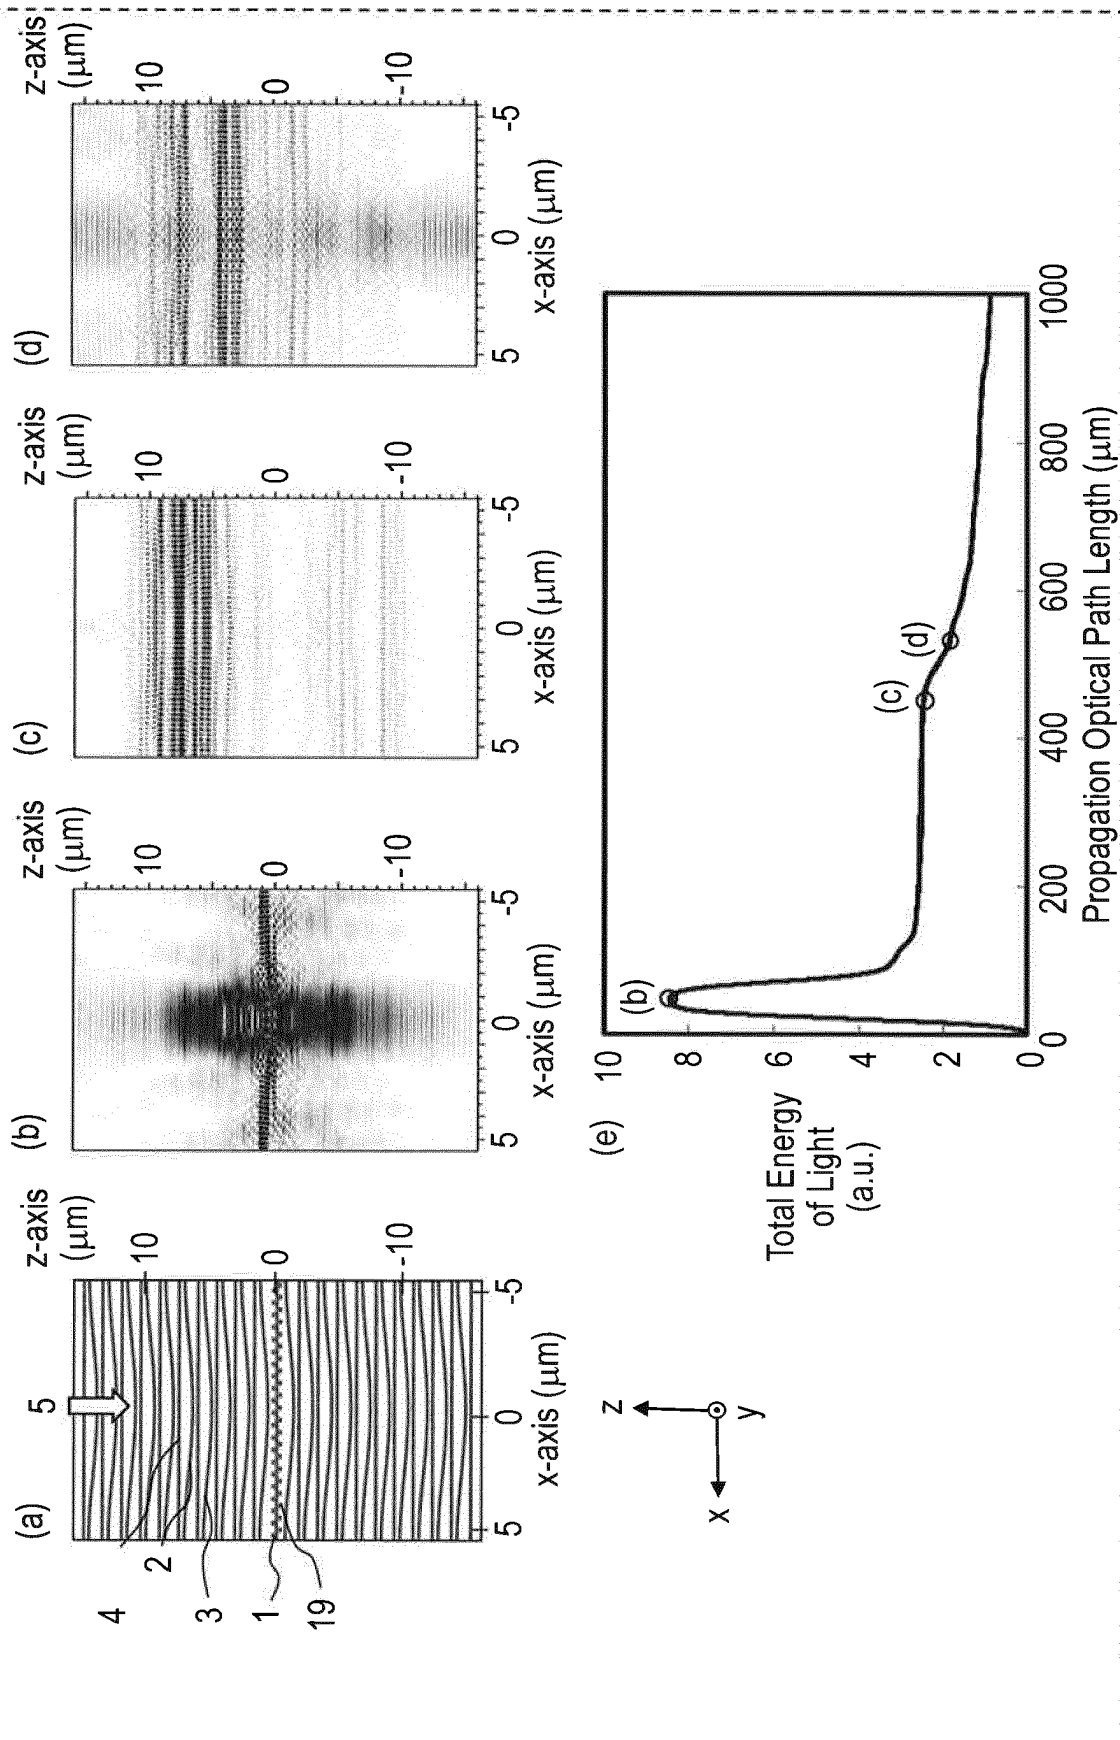 (a)
5
z-axis
(μm)
10
0
-10
4
2
3
1
19
5
0
-5
x-axis (μm)
(b)
z-axis
(μm)
10
0
-10
5
0
-5
x-axis (μm)
(c)
z-axis
(μm)
10
0
-10
5
0
-5
x-axis (μm)
(d)
z-axis
(μm)
10
0
-10
5
0
-5
x-axis (μm)
z
x
y
(e)
Total Energy
of Light
(a.u.)
10
8
6
4
2
0
(b)
(c)
(d)
0
200
400
600
800
1000
Propagation Optical Path Length (μm)